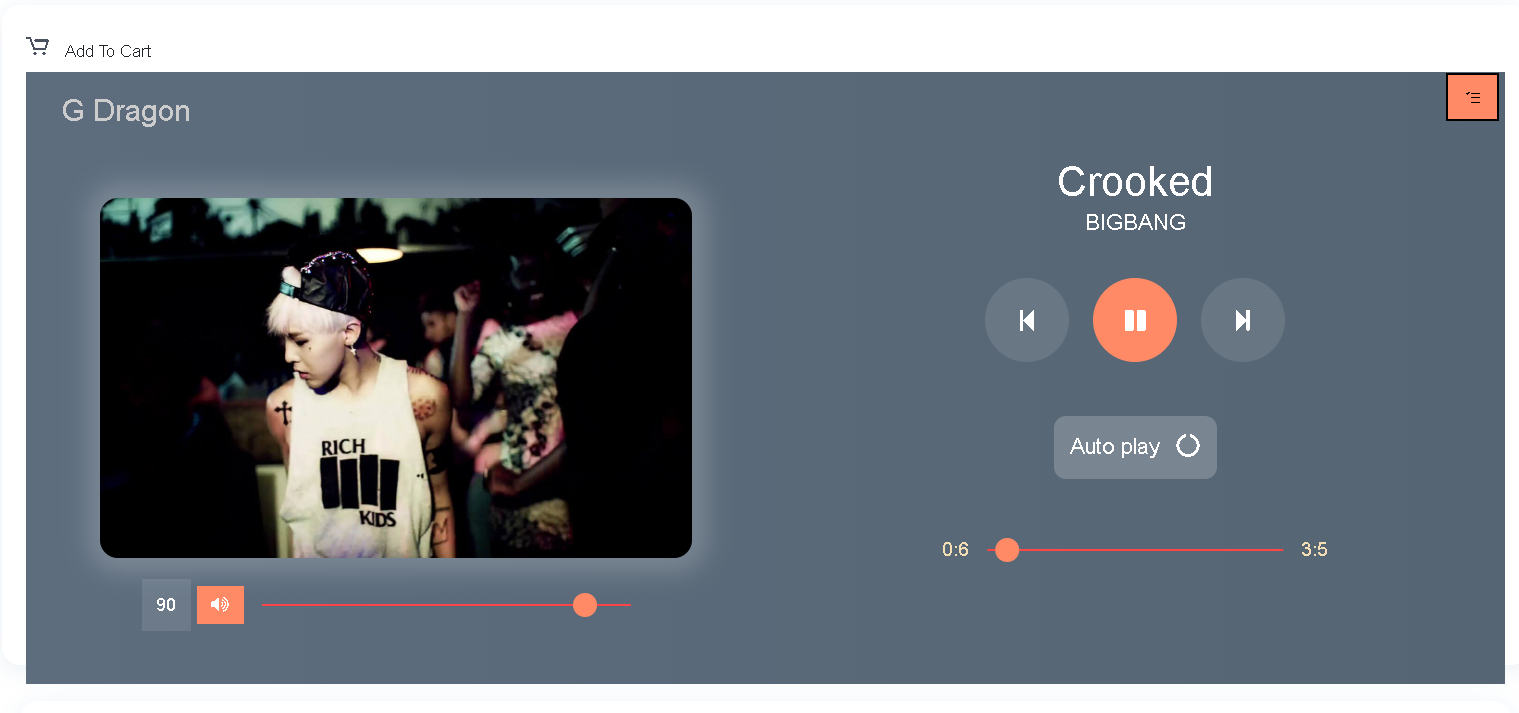 Add To Cart
G Dragon
Crooked
BIGBANG
RICH
KIDS
Auto play
0:6
3:5
90